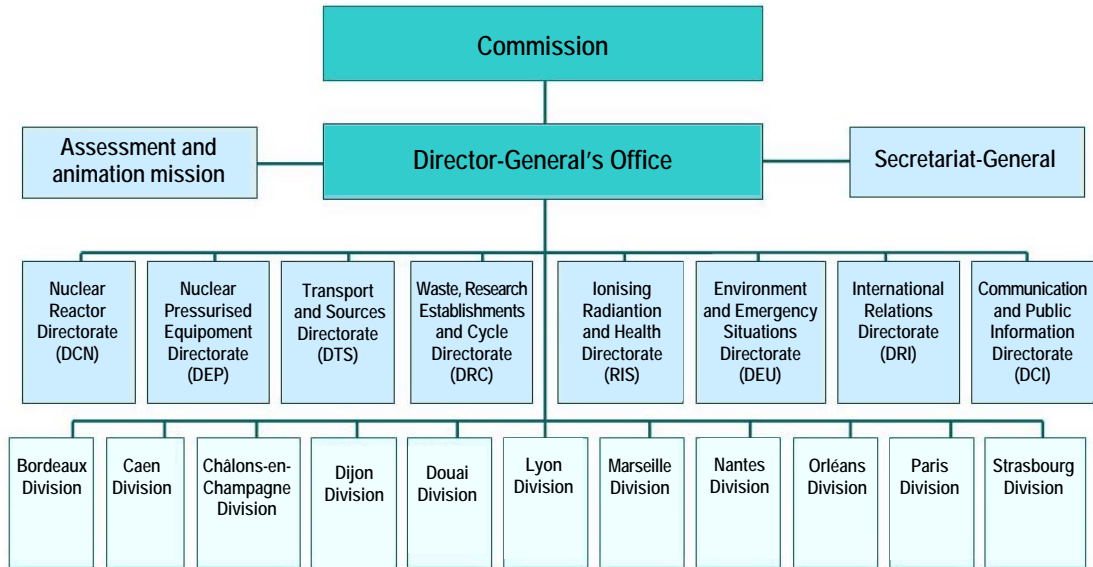 Commission
Assessment and
animation mission
Director-General's Office
Secretariat-General
Nuclear
Reactor
Directorate
(DCN)
Nuclear
Pressurised
Equipoment
Directorate
(DEP)
Transport
and Sources
Directorate
(DTS)
Waste, Research
Establishments
and Cycle
Directorate
(DRC)
Ionising
Radiantion
and Health
Directorate
(RIS)
Environment
and Emergency
Situations
Directorate
(DEU)
International
Relations
Directorate
(DRI)
Communication
and Public
Information
Directorate
(DCI)
Bordeaux
Division
Caen
Division
Châlons-en-
Champagne
Division
Dijon
Division
Douai
Division
Lyon
Division
Marseille
Division
Nantes
Division
Orléans
Division
Paris
Division
Strasbourg
Division